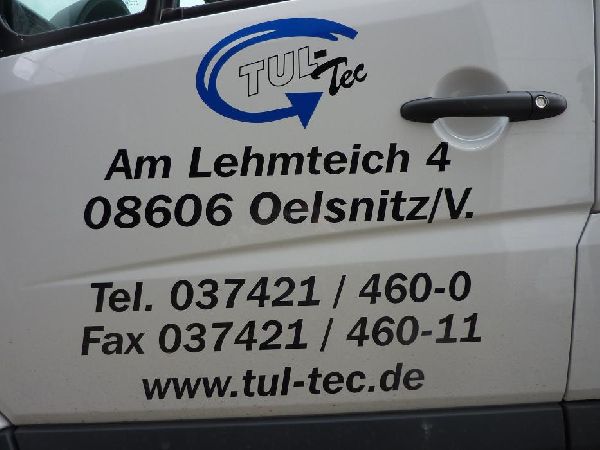 TUL-Tec
Am Lehmteich 4
08606 Oelsnitz/V.
Tel. 037421 / 460-0
Fax 037421 / 460-11
www.tul-tec.de